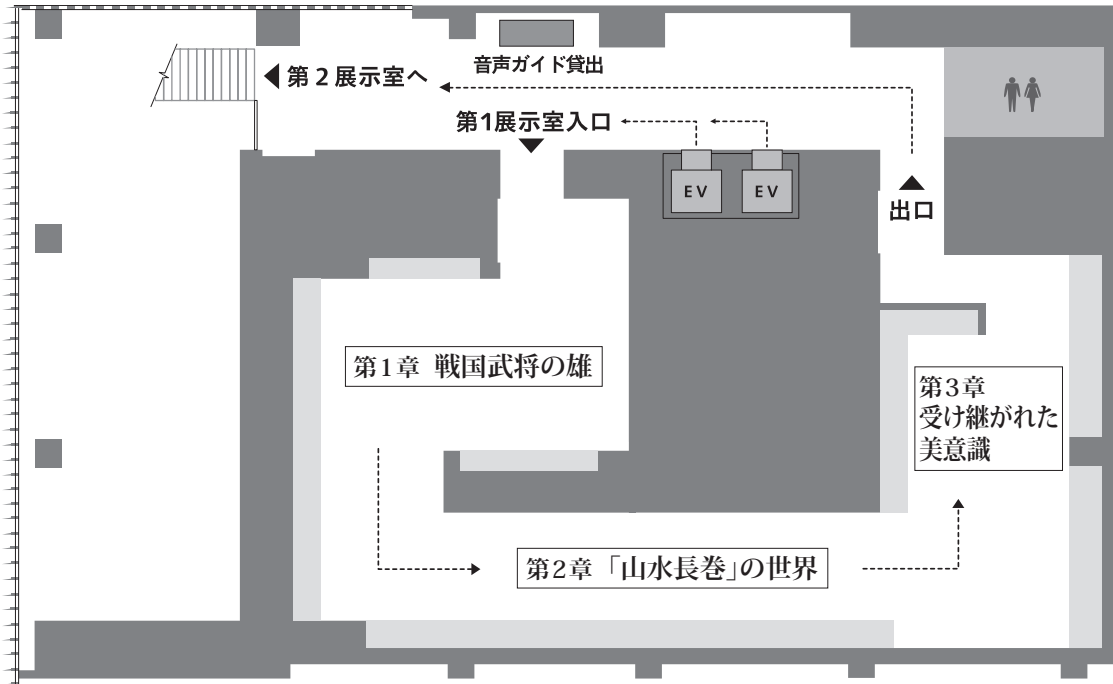 音声ガイド貸出
第2展示室へ
第1展示室入口
EV
EV
出口
第1章 戦国武将の雄
第3章
受け継がれた
美意識
第2章 「山水長巻」の世界